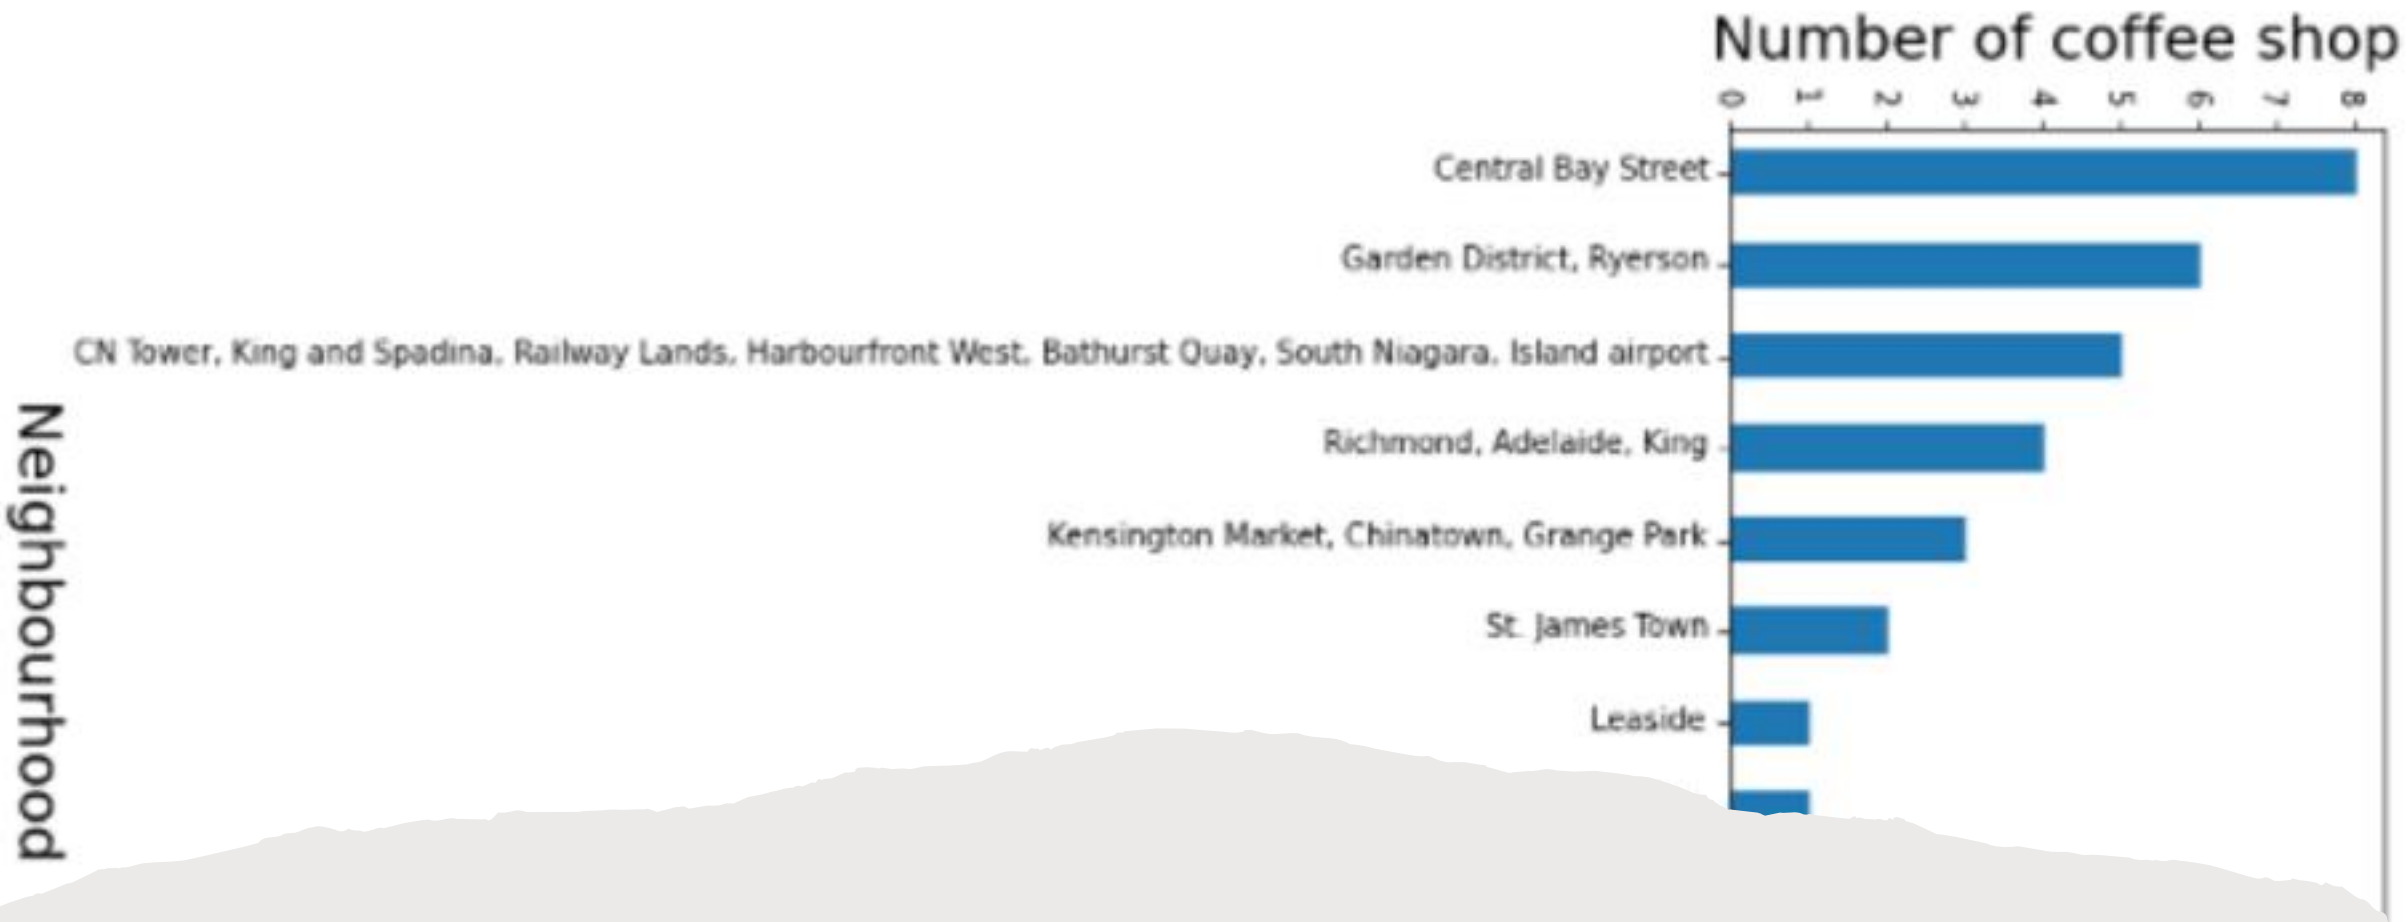 Number of coffee shop
0 1 2 3 4 5 6 7 8
Central Bay Street
Garden District, Ryerson
CN Tower, King and Spadina, Railway Lands, Harbourfront West, Bathurst Quay, South Niagara, Island airport
Richmond, Adelaide, King
Kensington Market, Chinatown, Grange Park
St. James Town
Leaside
Neighbourhood